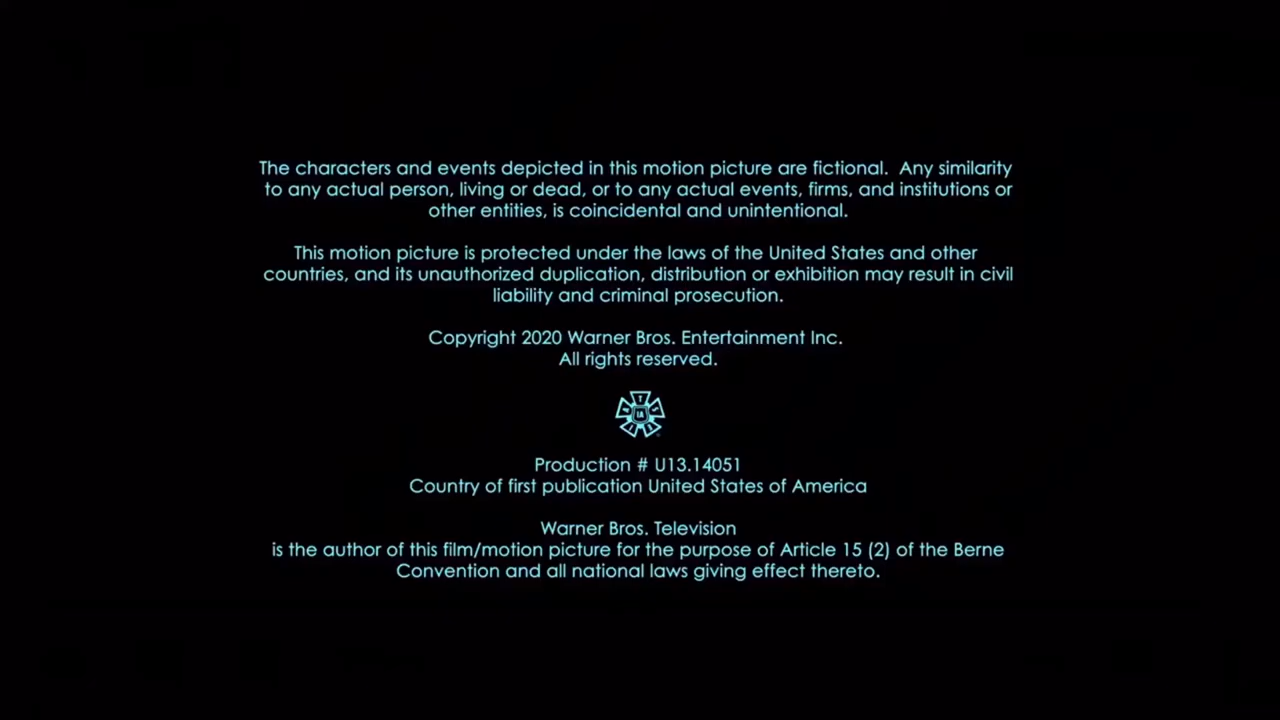 The characters and events depicted in this motion picture are fictional.  Any similarity
to any actual person, living or dead, or to any actual events, firms, and institutions or
other entities, is coincidental and unintentional.
This motion picture is protected under the laws of the United States and other
countries, and its unauthorized duplication, distribution or exhibition may result in civil
liability and criminal prosecution.
Copyright 2020 Warner Bros. Entertainment Inc.
All rights reserved.
IATSE
IA
Production # U13.14051
Country of first publication United States of America
Warner Bros. Television
is the author of this film/motion picture for the purpose of Article 15 (2) of the Berne
Convention and all national laws giving effect thereto.